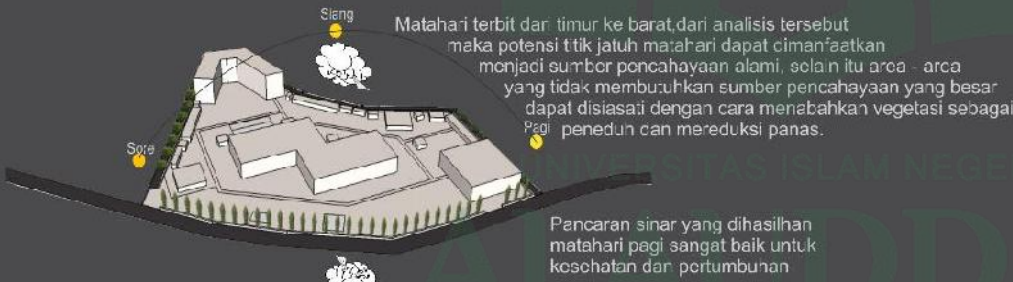 Siang
Matahari terbit dari timur ke barat,dari analisis tersebut
maka potensi titik jatuh matahari dapat dimanfaatkan
menjadi sumber pencahayaan alami, selain itu area - area
yang tidak membutuhkan sumber pencahayaan yang besar
dapat disiasati dengan cara menabahkan vegetasi sebagai
peneduh dan mereduksi panas.
Pagi
Sore
UNIVERSITAS ISLAM NEGE
Pancaran sinar yang dihasilhan
matahari pagi sangat baik untuk
kesehatan dan pertumbuhan